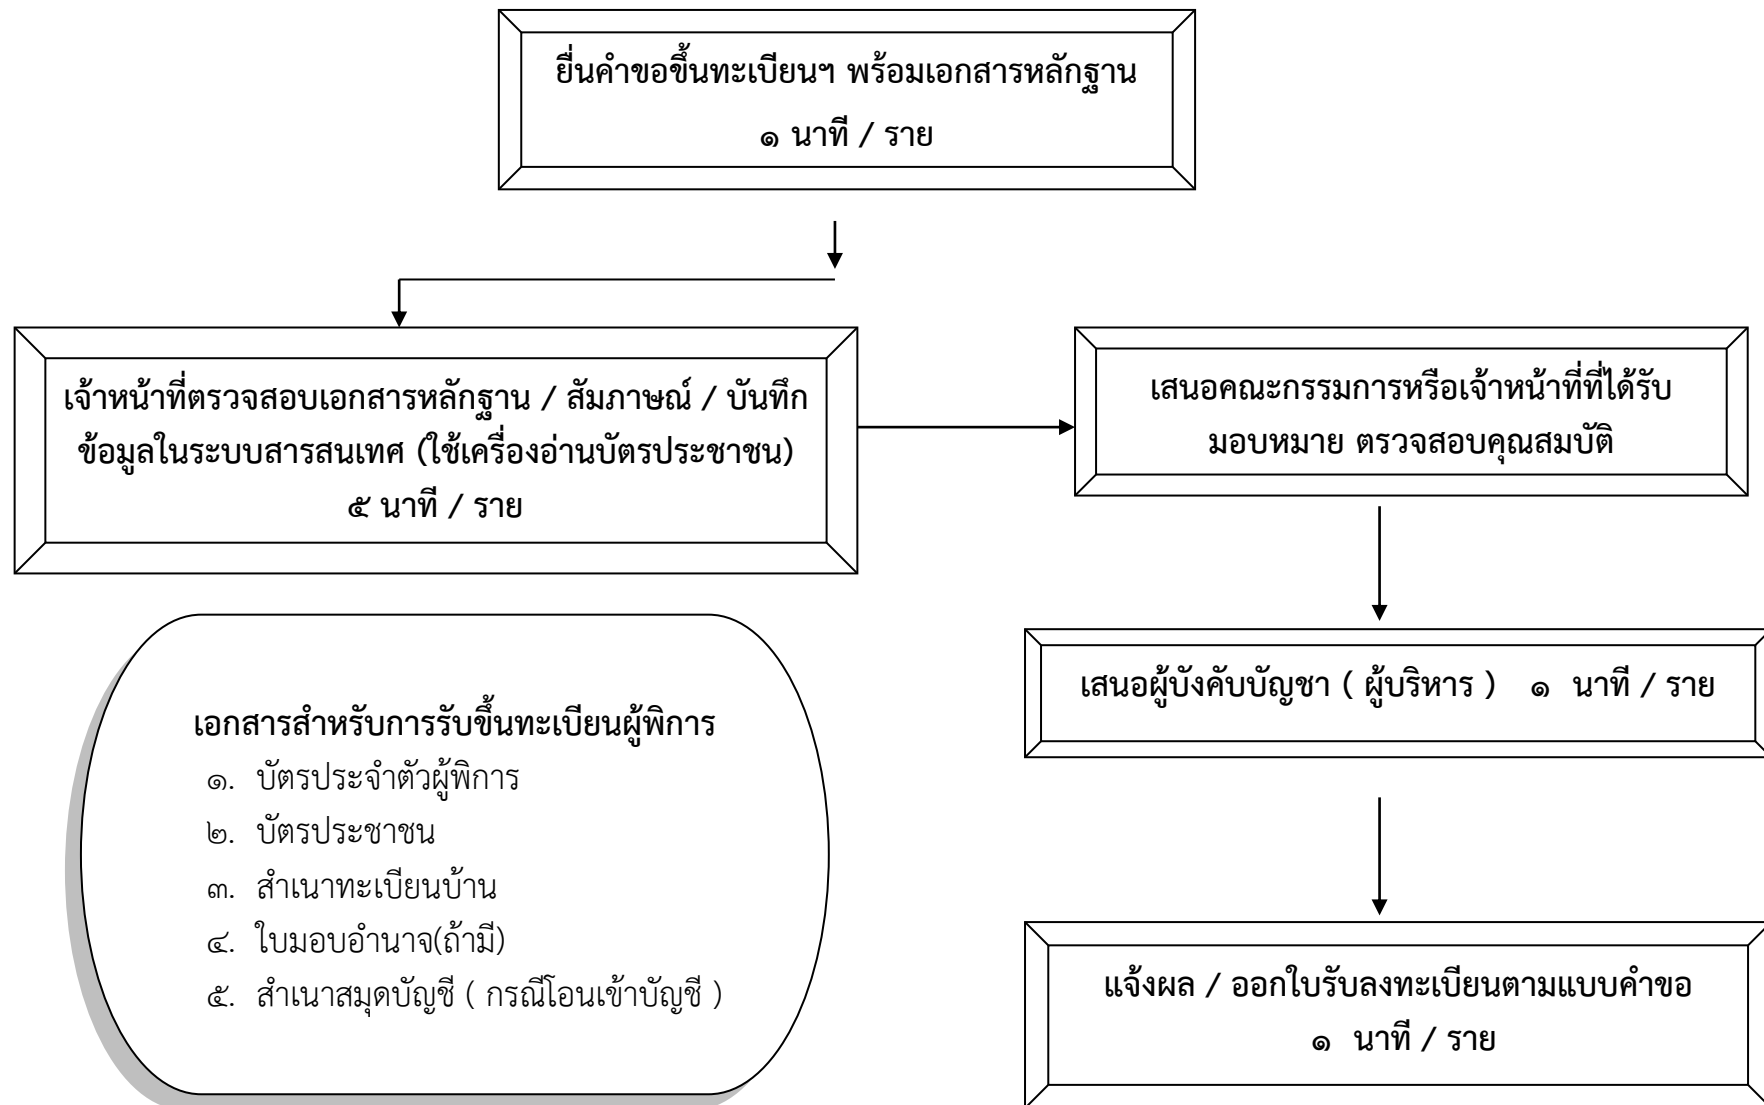 ยื่นคำขอขึ้นทะเบียนฯ พร้อมเอกสารหลักฐาน
๑ นาที / ราย
เจ้าหน้าที่ตรวจสอบเอกสารหลักฐาน / สัมภาษณ์ / บันทึก
ข้อมูลในระบบสารสนเทศ (ใช้เครื่องอ่านบัตรประชาชน)
๕ นาที / ราย
เสนอคณะกรรมการหรือเจ้าหน้าที่ที่ได้รับ
มอบหมาย ตรวจสอบคุณสมบัติ
เสนอผู้บังคับบัญชา ( ผู้บริหาร ) ๑ นาที / ราย
แจ้งผล / ออกใบรับลงทะเบียนตามแบบคำขอ
๑ นาที / ราย
เอกสารสำหรับการรับขึ้นทะเบียนผู้พิการ
๑. บัตรประจำตัวผู้พิการ
๒. บัตรประชาชน
๓. สำเนาทะเบียนบ้าน
๔. ใบมอบอำนาจ(ถ้ามี)
๕. สำเนาสมุดบัญชี ( กรณีโอนเข้าบัญชี )